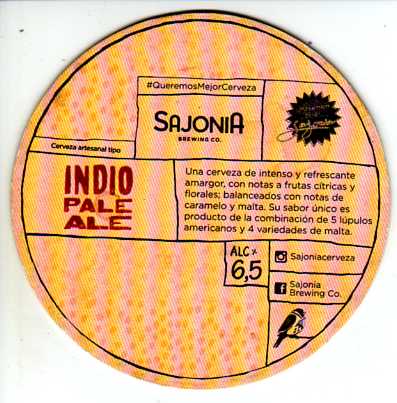 #QueremosMejorCerveza
SAJONIA
BREWING CO.
Cerveza artesanal tipo
INDIO
PALE
ALE
Una cerveza de intenso y refrescante
amargor, con notas a frutas cítricas y
florales; balanceados con notas de
caramelo y malta. Su sabor único es
producto de la combinación de 5 lúpulos
americanos y 4 variedades de malta.
ALC %
6,5
Sajoniacerveza
Sajonia
Brewing Co.